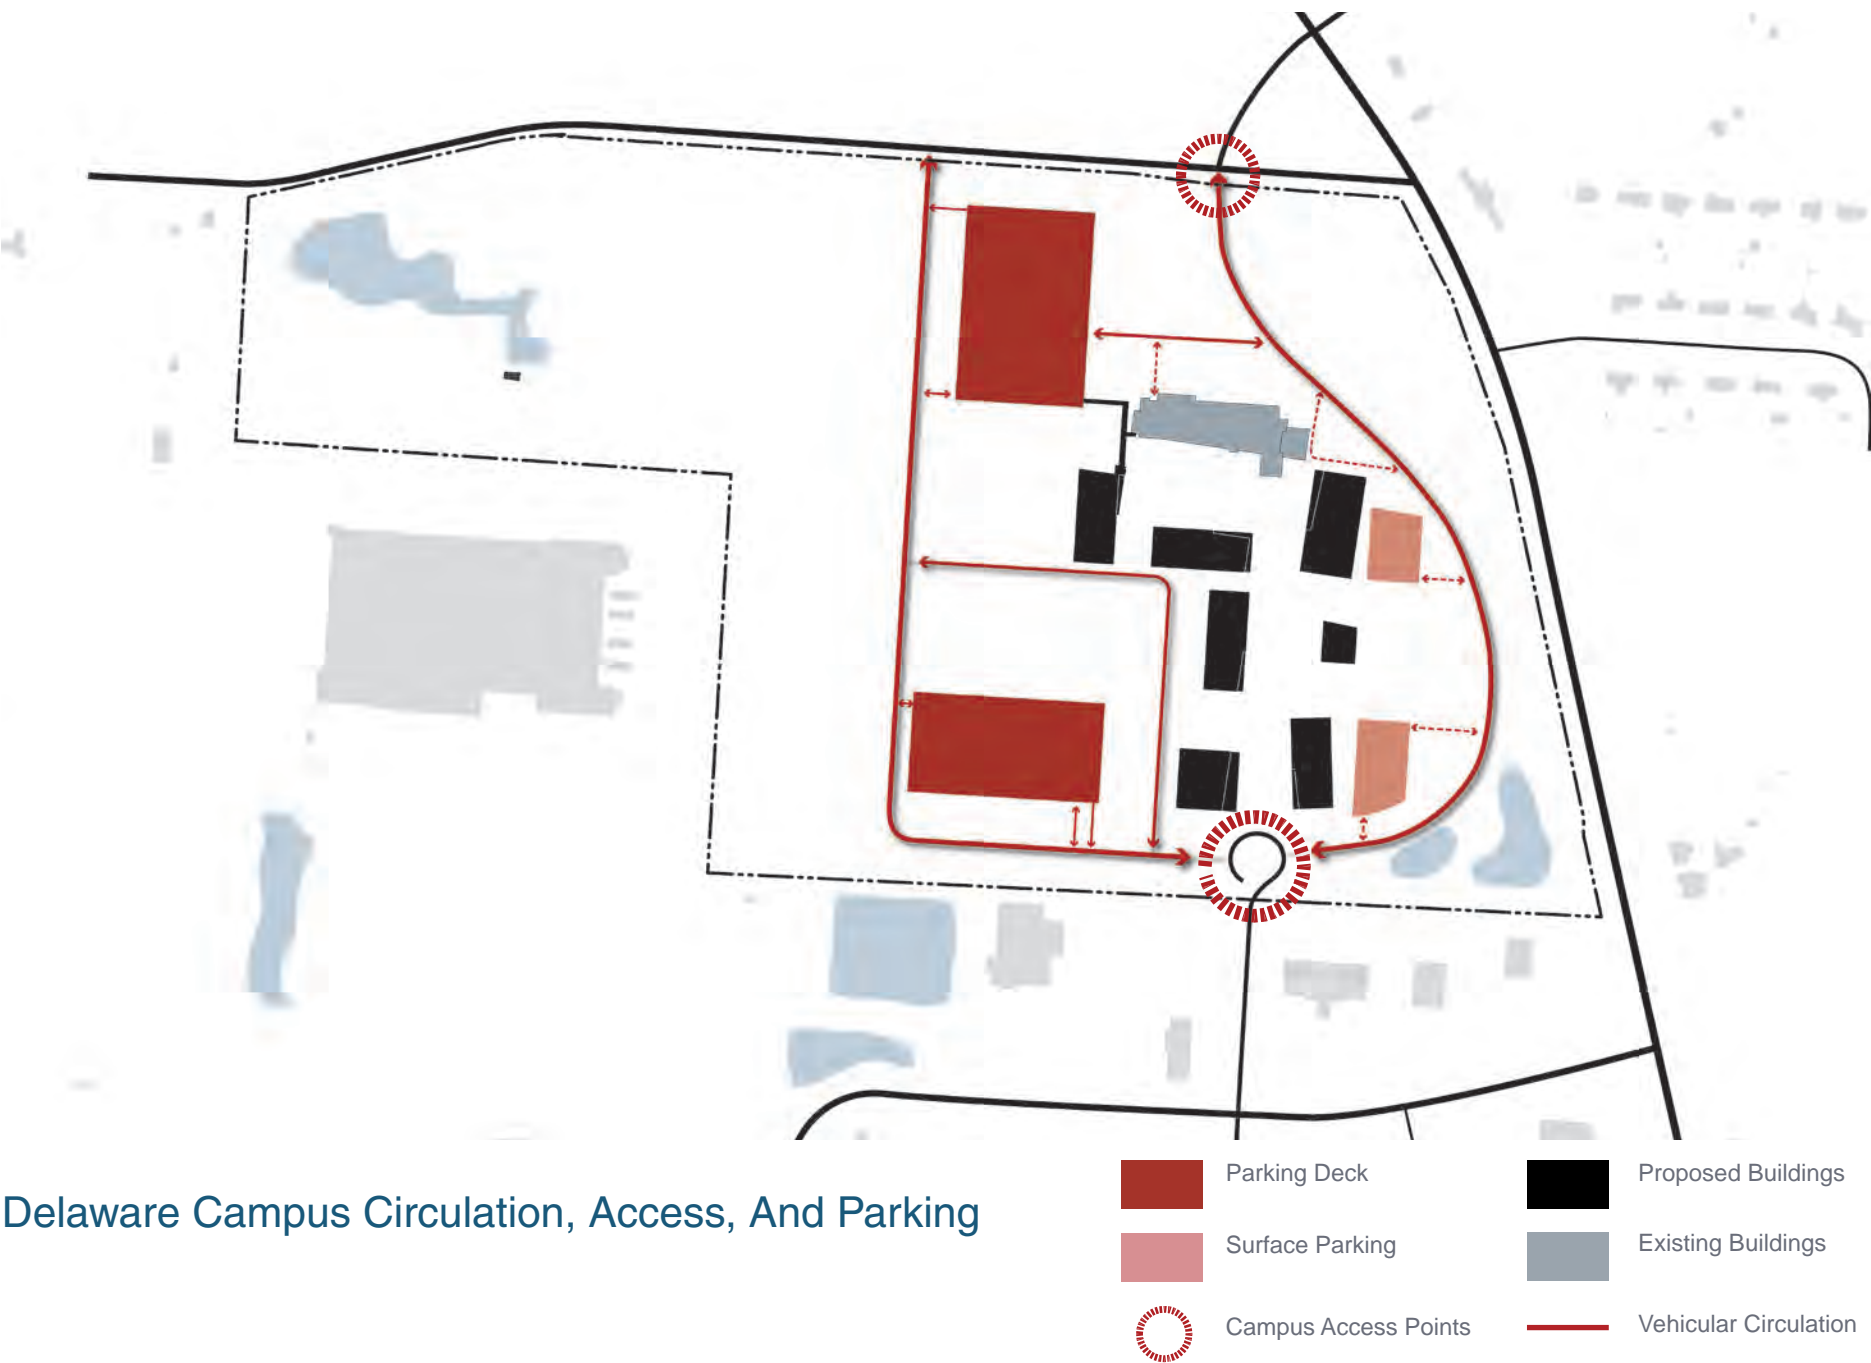 Delaware Campus Circulation, Access, And Parking
Parking Deck
Surface Parking
Campus Access Points
Proposed Buildings
Existing Buildings
Vehicular Circulation